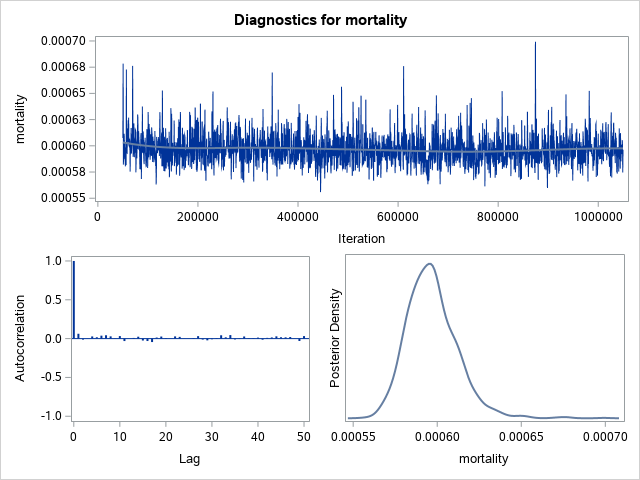 Diagnostics for mortality
0.00070
0.00068
0.00065
0.00063
0.00060
0.00058
0.00055
mortality
0 200000 400000 600000 800000 1000000
Iteration
1.0
0.5
0.0
-0.5
-1.0
Autocorrelation
0 10 20 30 40 50
Lag
Posterior Density
0.00055 0.00060 0.00065 0.00070
mortality